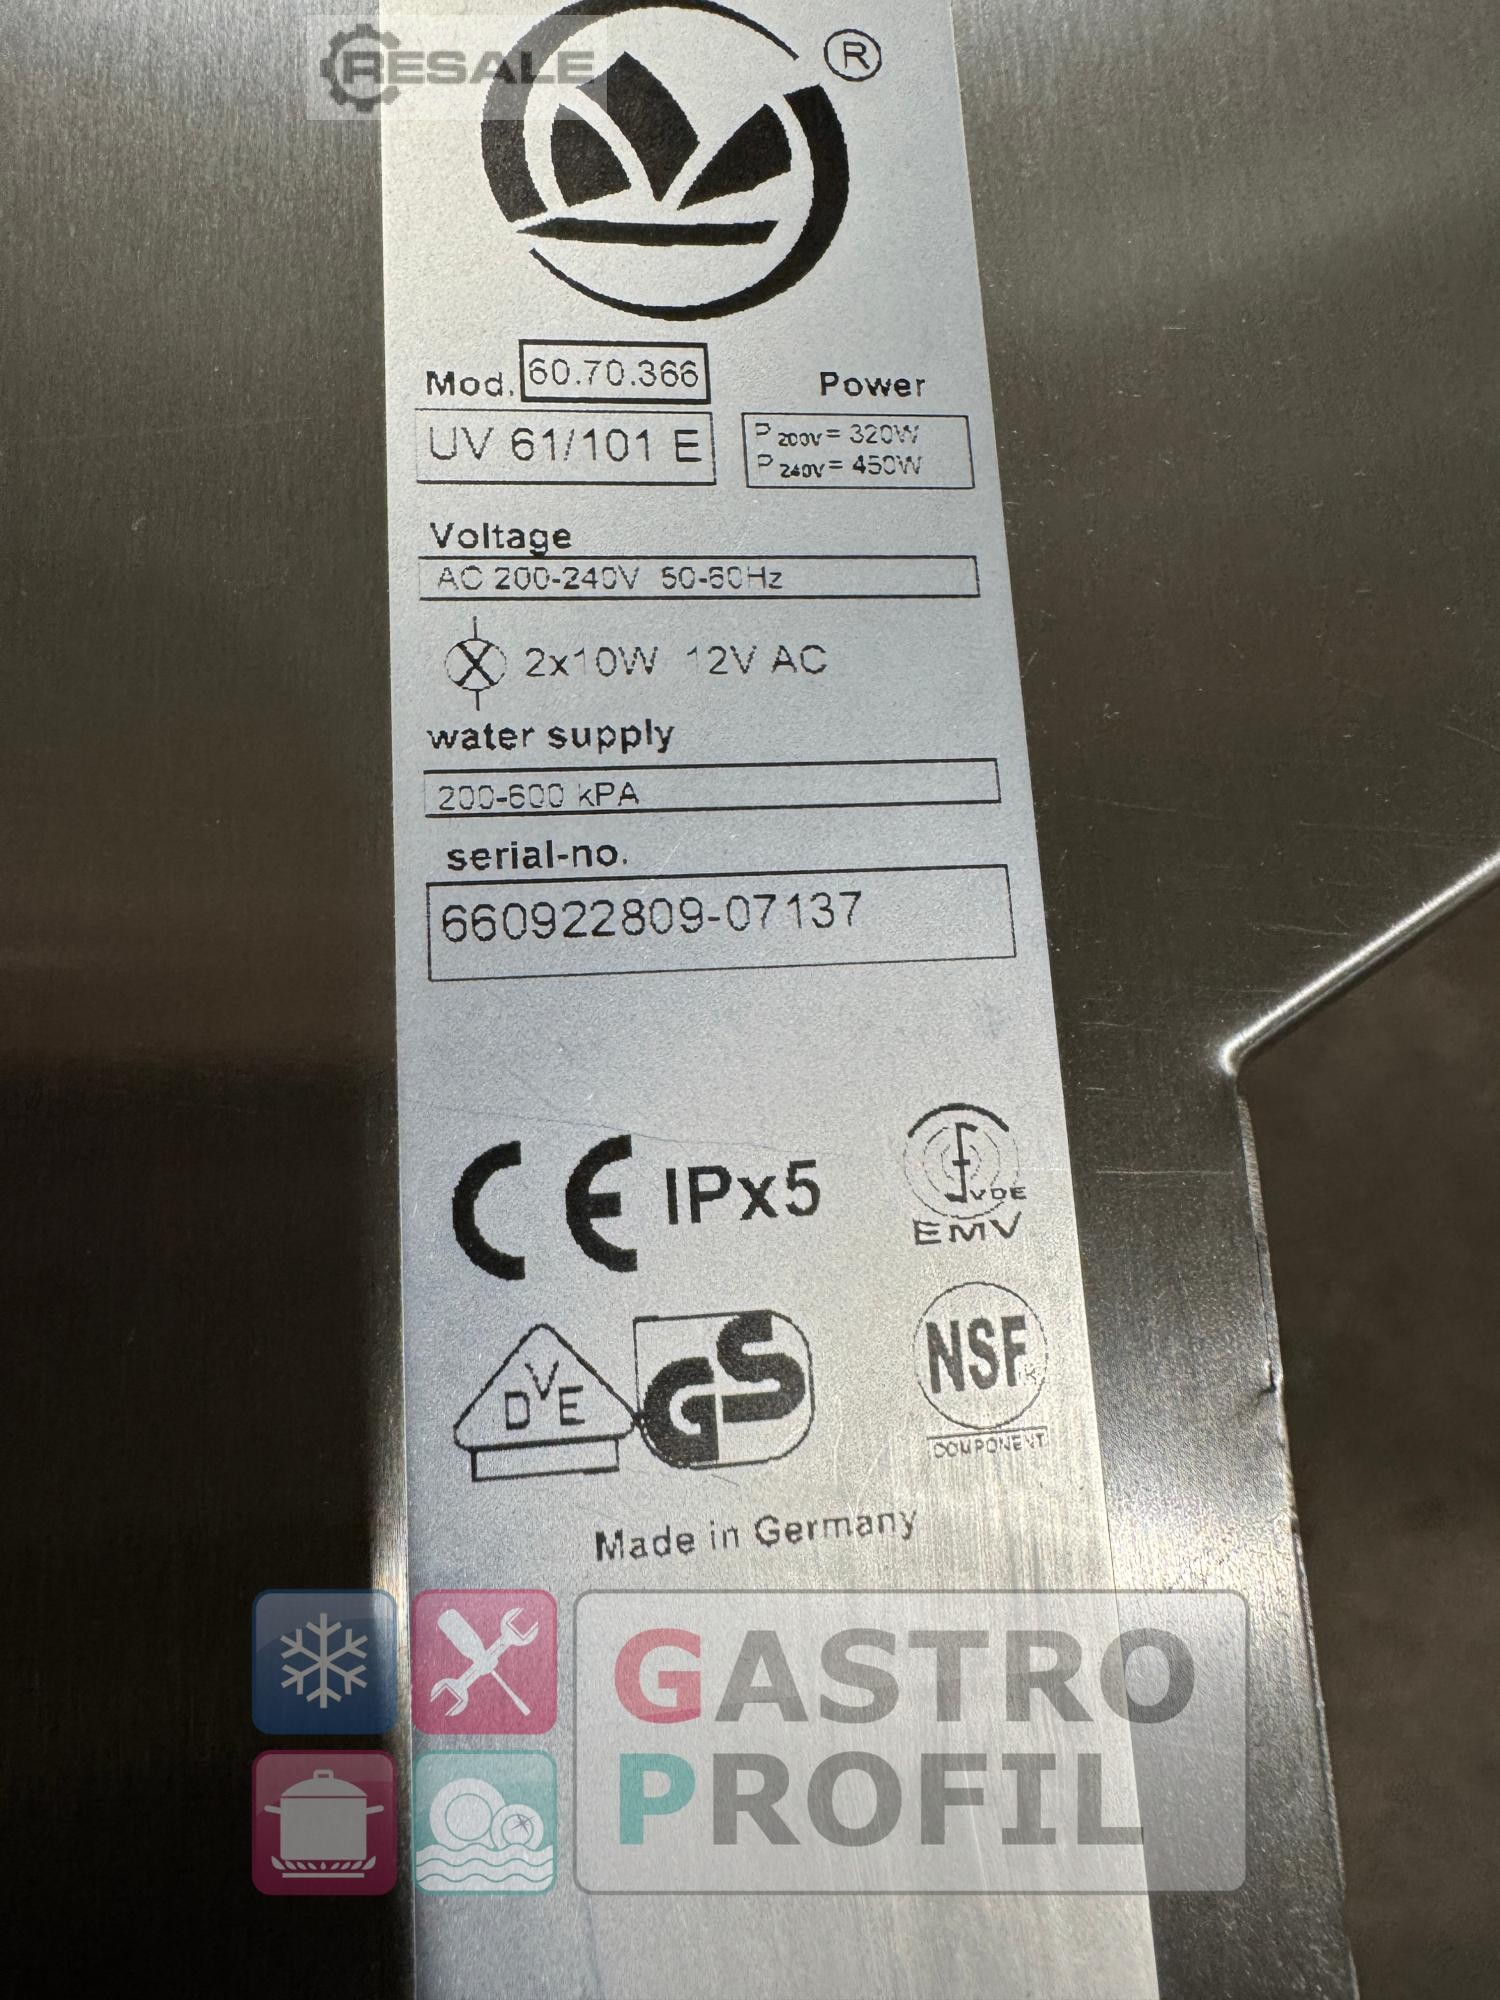 RESALE
®
Mod. 60.70.366
Power
UV 61/101 E
P 200V = 320W
P 240V = 450W
Voltage
AC 200-240V 50-60Hz
2x10W 12V AC
water supply
200-600 kPA
serial-no.
660922809-07137
CE IPx5
VDE
EMV
DVE
GS
NSF
COMPONENT
Made in Germany
GASTRO
PROFIL